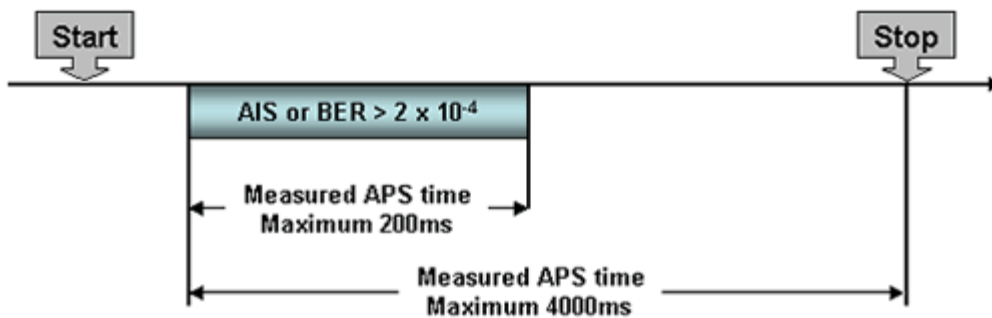 Start
Stop
AIS or BER > 2 x 10⁻⁴
Measured APS time
Maximum 200ms
Measured APS time
Maximum 4000ms